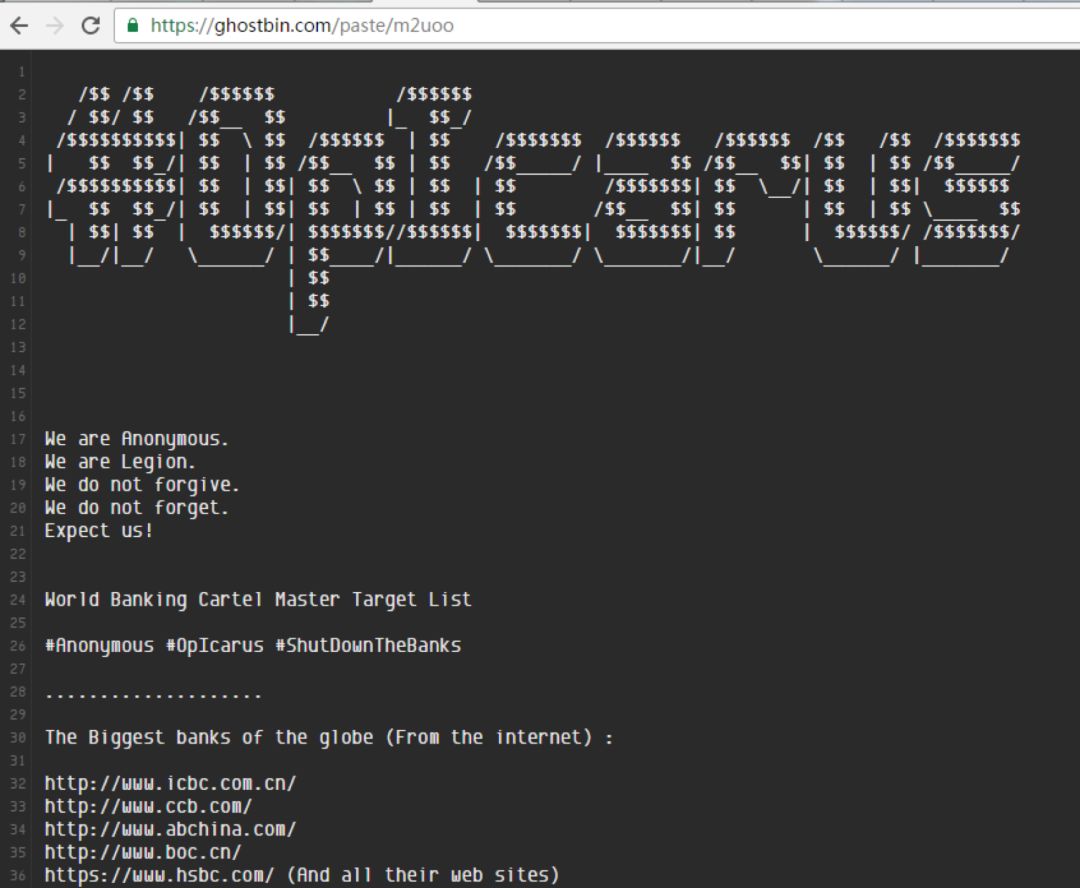 https://ghostbin.com/paste/m2uoo
1
2    /$$ /$$    /$$$$$$           /$$$$$$
3   / $$/ $$   /$$__  $$         |_  $$_/
4  /$$$$$$$$$$| $$  \ $$  /$$$$$$  | $$    /$$$$$$$  /$$$$$$   /$$$$$$  /$$   /$$  /$$$$$$$
5 |   $$  $$_/| $$  | $$ /$$__  $$ | $$   /$$_____/ |____  $$ /$$__  $$| $$  | $$ /$$_____/
6  /$$$$$$$$$$| $$  | $$| $$  \ $$ | $$  | $$        /$$$$$$$| $$  \__/| $$  | $$|  $$$$$$
7 |_  $$  $$_/| $$  | $$| $$  | $$ | $$  | $$       /$$__  $$| $$      | $$  | $$ \____  $$
8   | $$| $$  |  $$$$$$/| $$$$$$$//$$$$$$|  $$$$$$$|  $$$$$$$| $$      |  $$$$$$/ /$$$$$$$/
9   |__/|__/   \______/ | $$____/|______/ \_______/ \_______/|__/       \______/ |_______/
10                      | $$
11                      | $$
12                      |__/
13
14
15
16
17 We are Anonymous.
18 We are Legion.
19 We do not forgive.
20 We do not forget.
21 Expect us!
22
23
24 World Banking Cartel Master Target List
25
26 #Anonymous #OpIcarus #ShutDownTheBanks
27
28 ....................
29
30 The Biggest banks of the globe (From the internet) :
31
32 http://www.icbc.com.cn/
33 http://www.ccb.com/
34 http://www.abchina.com/
35 http://www.boc.cn/
36 https://www.hsbc.com/ (And all their web sites)